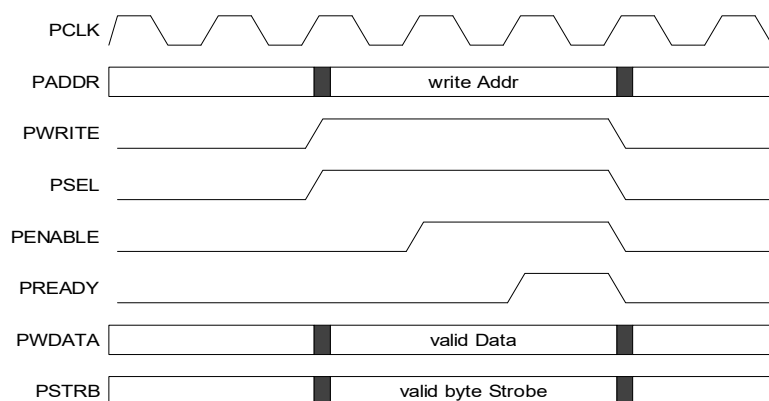 PCLK
PADDR
write Addr
PWRITE
PSEL
PENABLE
PREADY
PWDATA
valid Data
PSTRB
valid byte Strobe